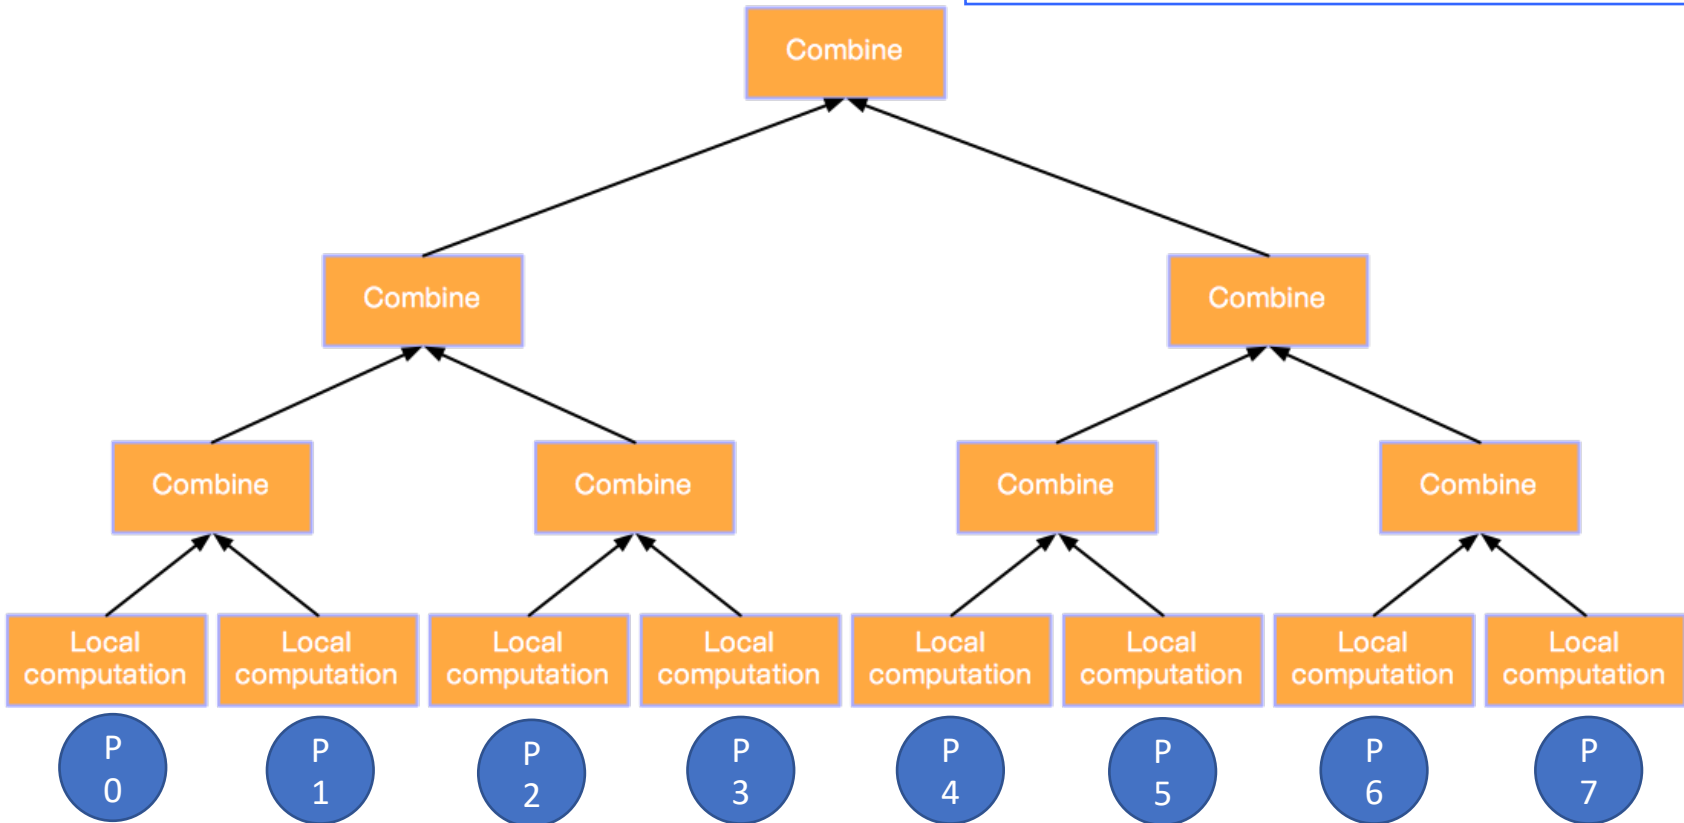 Combine
Combine
Combine
Combine
Combine
Combine
Combine
Local
computation
Local
computation
Local
computation
Local
computation
Local
computation
Local
computation
Local
computation
Local
computation
P
0
P
1
P
2
P
3
P
4
P
5
P
6
P
7